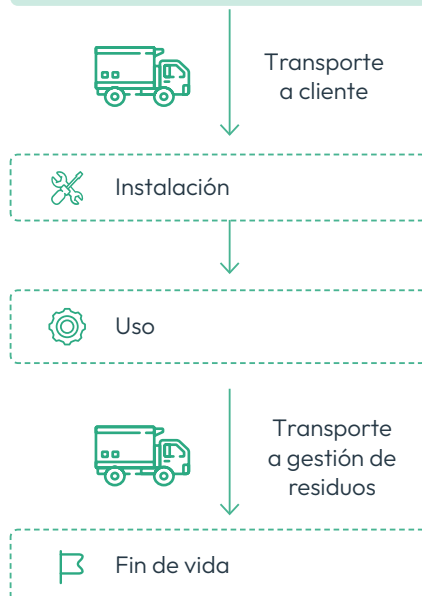 Transporte
a cliente
Instalación
Uso
Transporte
a gestión de
residuos
Fin de vida